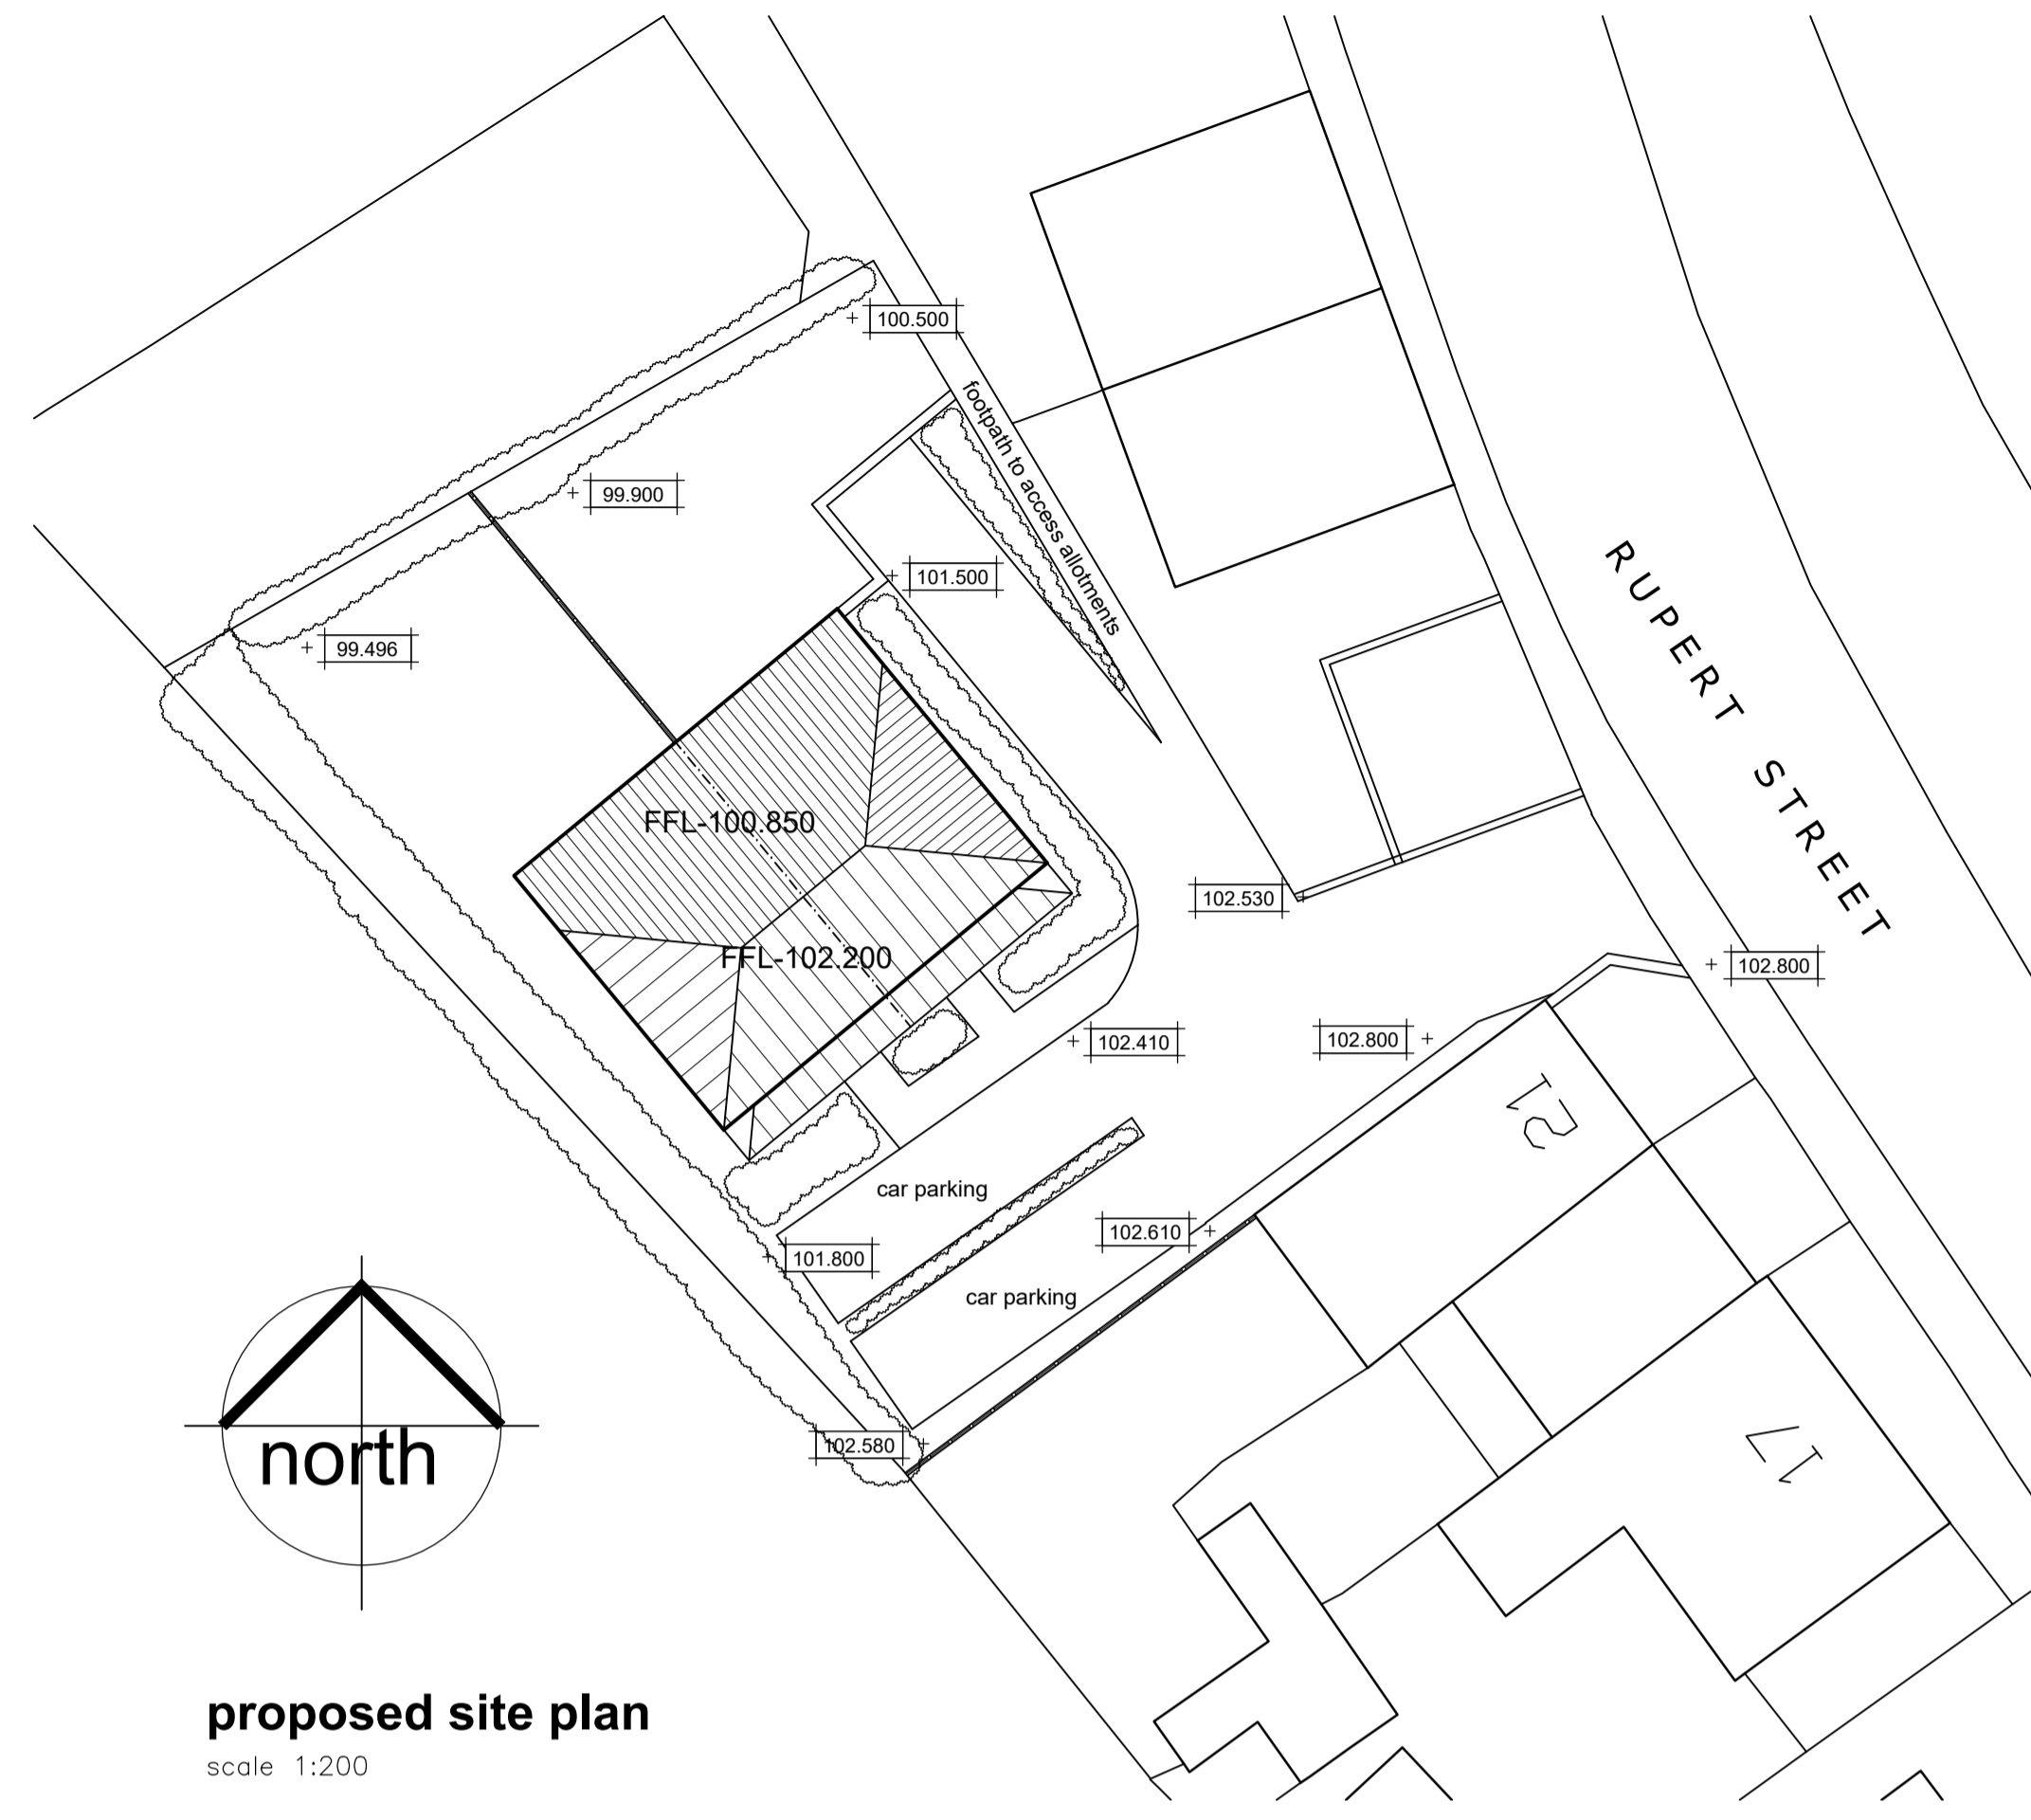 100.500
footpath to access allotments
99.900
101.500
99.496
RUPERT STREET
FFL-100.850
102.530
FFL-102.200
102.800
102.410
102.800
21
car parking
102.610
101.800
car parking
102.580
17
north
proposed site plan
scale 1:200